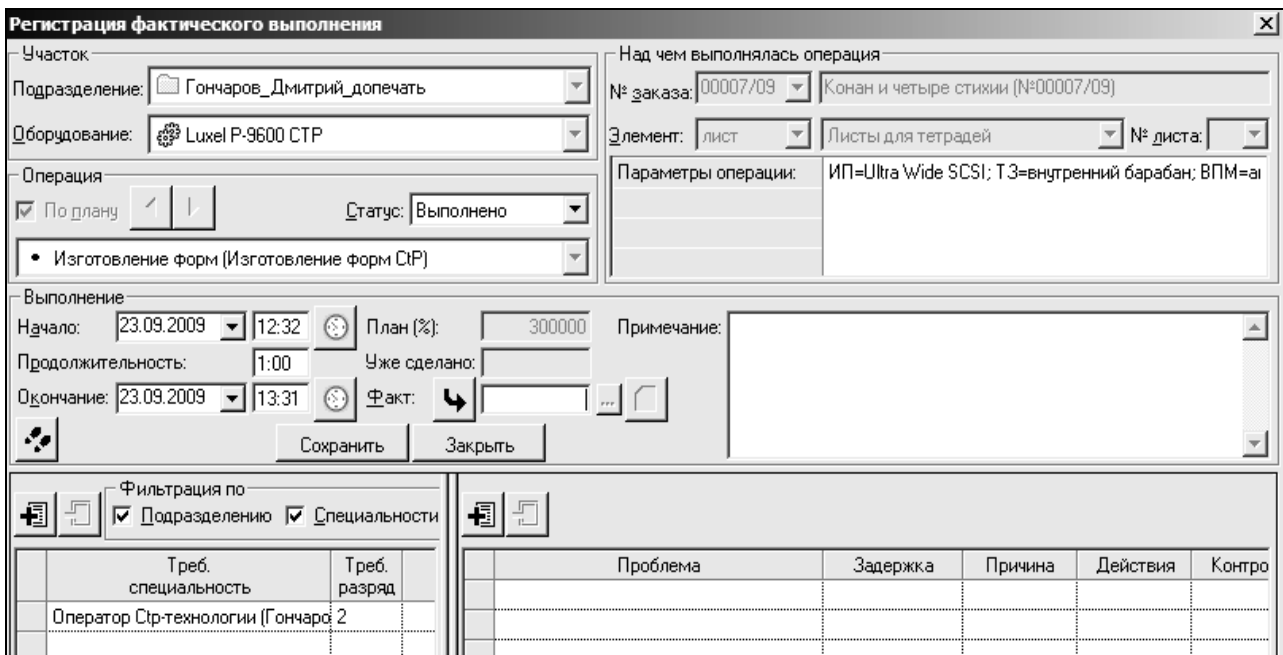 Регистрация фактического выполнения
Участок
Подразделение: Гончаров_Дмитрий_допечать
Оборудование: Luxel P-9600 CTP
Над чем выполнялась операция
№ заказа: 00007/09 Конан и четыре стихии (№00007/09)
Элемент: лист Листы для тетрадей № листа:
Параметры операции: ИП=Ultra Wide SCSI; ТЗ=внутренний барабан; ВПМ=
Операция
По плану Статус: Выполнено
• Изготовление форм (Изготовление форм CtP)
Выполнение
Начало: 23.09.2009 12:32 План (%): 300000 Примечание:
Продолжительность: 1:00 Уже сделано:
Окончание: 23.09.2009 13:31 Факт: ...
Сохранить Закрыть
Фильтрация по
Подразделению Специальности
Треб. специальность Треб. разряд
Оператор Ctp-технологии (Гончаро 2
Проблема Задержка Причина Действия Контро